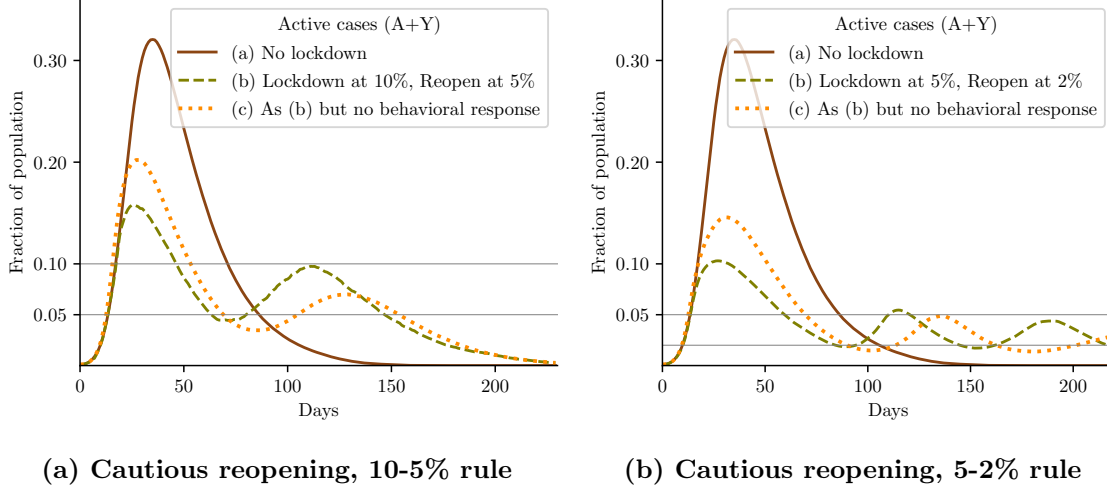 Active cases (A+Y)
(a) No lockdown
(b) Lockdown at 10%, Reopen at 5%
(c) As (b) but no behavioral response
Fraction of population
0.30
0.20
0.10
0.05
0 50 100 150 200
Days
(a) Cautious reopening, 10-5% rule
Active cases (A+Y)
(a) No lockdown
(b) Lockdown at 5%, Reopen at 2%
(c) As (b) but no behavioral response
Fraction of population
0.30
0.20
0.10
0.05
0 50 100 150 200
Days
(b) Cautious reopening, 5-2% rule